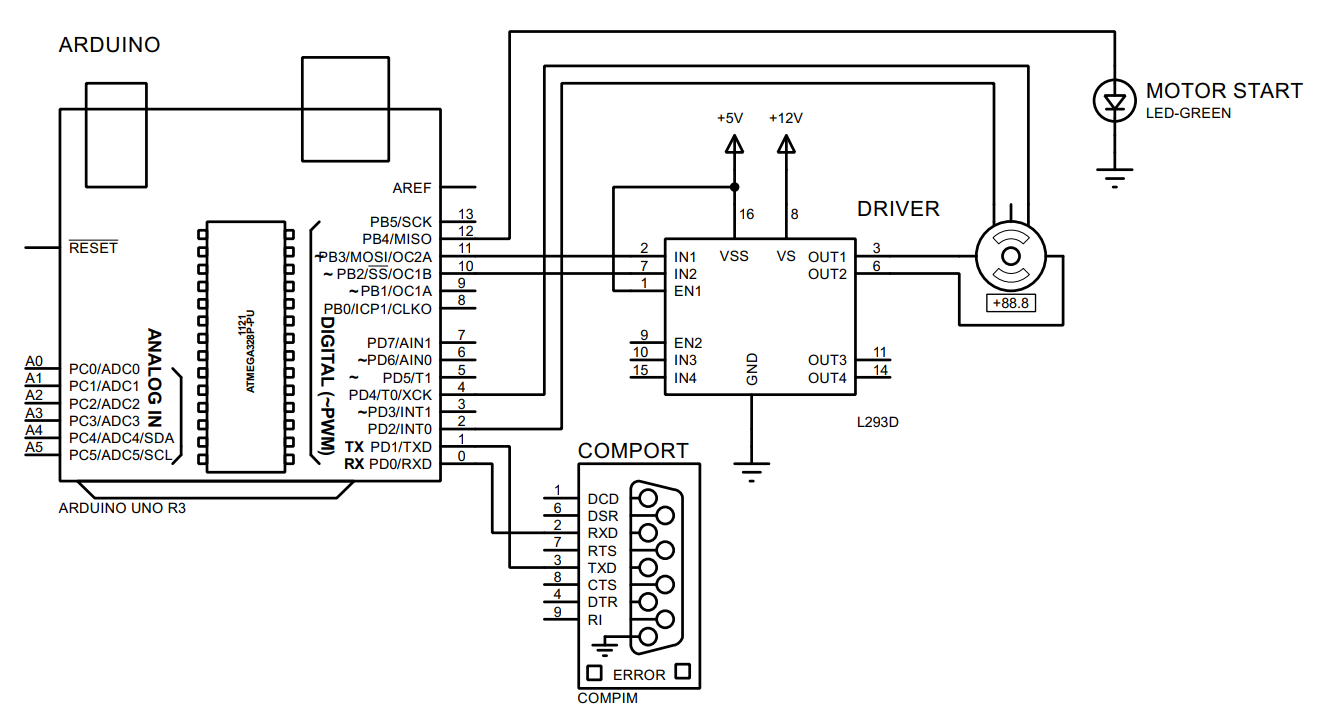 ARDUINO
MOTOR START
LED-GREEN
+5V
+12V
AREF
RESET
13
PB5/SCK
12
PB4/MISO
11
~PB3/MOSI/OC2A
10
~ PB2/SS/OC1B
9
~PB1/OC1A
8
PB0/ICP1/CLKO
7
PD7/AIN1
6
~PD6/AIN0
5
~ PD5/T1
4
PD4/T0/XCK
3
~PD3/INT1
2
PD2/INT0
1
TX PD1/TXD
0
RX PD0/RXD
DIGITAL (~PWM)
1121
ATMEGA328P-PU
ANALOG IN
A0
PC0/ADC0
A1
PC1/ADC1
A2
PC2/ADC2
A3
PC3/ADC3
A4
PC4/ADC4/SDA
A5
PC5/ADC5/SCL
ARDUINO UNO R3
DRIVER
16
8
VSS
VS
2
IN1
7
IN2
1
EN1
9
EN2
10
IN3
15
IN4
GND
OUT1
3
OUT2
6
OUT3
11
OUT4
14
L293D
+88.8
COMPORT
1
DCD
6
DSR
2
RXD
7
RTS
3
TXD
8
CTS
4
DTR
9
RI
ERROR
COMPIM